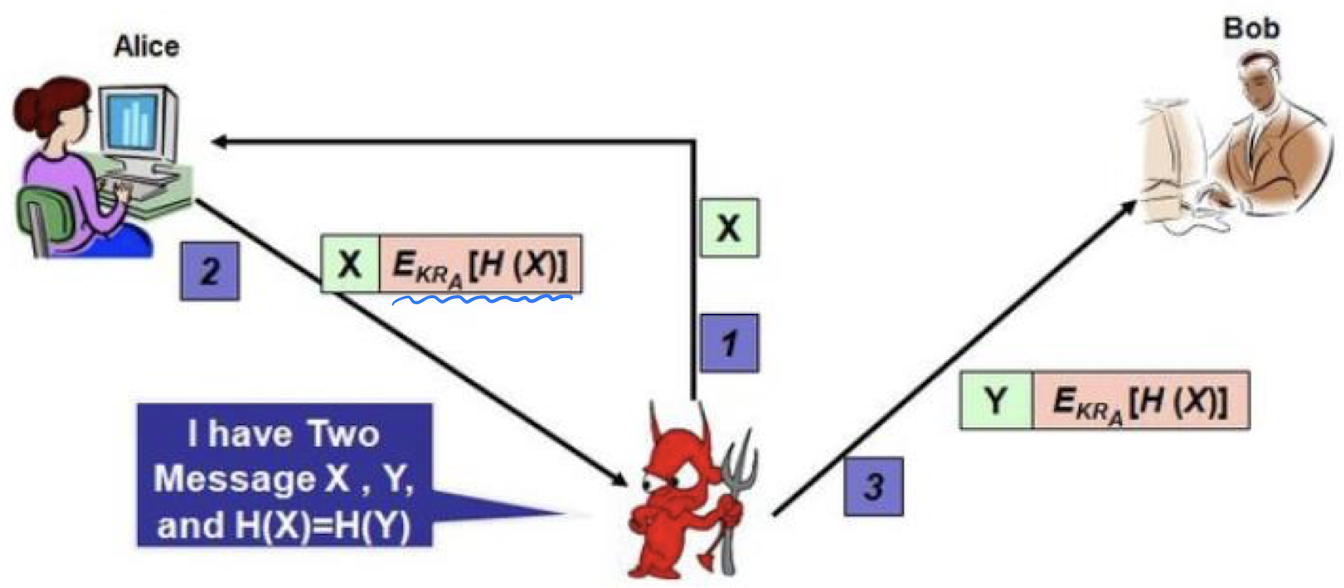 Alice
Bob
X
2
X E_{KR_A}[H (X)]
1
I have Two
Message X , Y,
and H(X)=H(Y)
Y E_{KR_A}[H (X)]
3